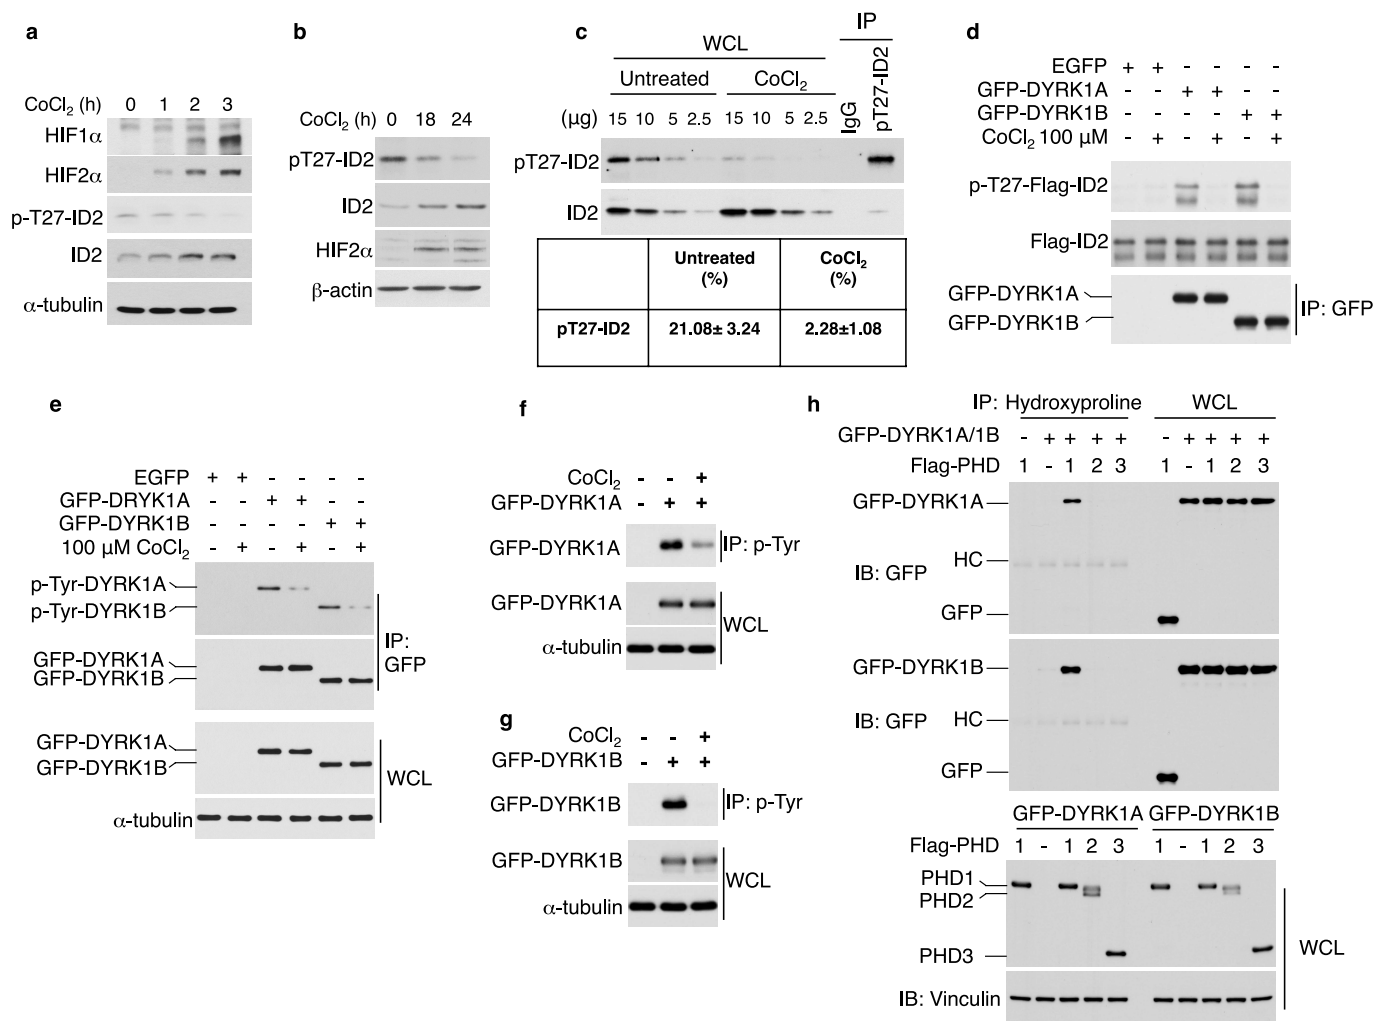 a
CoCl2 (h) 0 1 2 3
HIF1α
HIF2α
p-T27-ID2
ID2
α-tubulin
b
CoCl2 (h) 0 18 24
pT27-ID2
ID2
HIF2α
β-actin
c
IP
WCL
Untreated CoCl2
IgG
pT27-ID2
(μg) 15 10 5 2.5 15 10 5 2.5
pT27-ID2
ID2
Untreated (%)
CoCl2 (%)
pT27-ID2 21.08± 3.24 2.28±1.08
d
EGFP + + - - - -
GFP-DYRK1A - - + + - -
GFP-DYRK1B - - - - + +
CoCl2 100 μM - + - + - +
p-T27-Flag-ID2
Flag-ID2
GFP-DYRK1A
GFP-DYRK1B
IP: GFP
e
EGFP + + - - - -
GFP-DRYK1A - - + + - -
GFP-DYRK1B - - - - + +
100 μM CoCl2 - + - + - +
p-Tyr-DYRK1A
p-Tyr-DYRK1B
GFP-DYRK1A
GFP-DYRK1B
IP:
GFP
GFP-DYRK1A
GFP-DYRK1B
α-tubulin
WCL
f
CoCl2 - - +
GFP-DYRK1A - + +
GFP-DYRK1A
IP: p-Tyr
GFP-DYRK1A
α-tubulin
WCL
g
CoCl2 - - +
GFP-DYRK1B - + +
GFP-DYRK1B
IP: p-Tyr
GFP-DYRK1B
α-tubulin
WCL
h
IP: Hydroxyproline WCL
GFP-DYRK1A/1B - + + + + - + + + +
Flag-PHD 1 - 1 2 3 1 - 1 2 3
GFP-DYRK1A
HC
IB: GFP
GFP
GFP-DYRK1B
HC
IB: GFP
GFP
GFP-DYRK1A GFP-DYRK1B
Flag-PHD 1 - 1 2 3 1 - 1 2 3
PHD1
PHD2
PHD3
WCL
IB: Vinculin